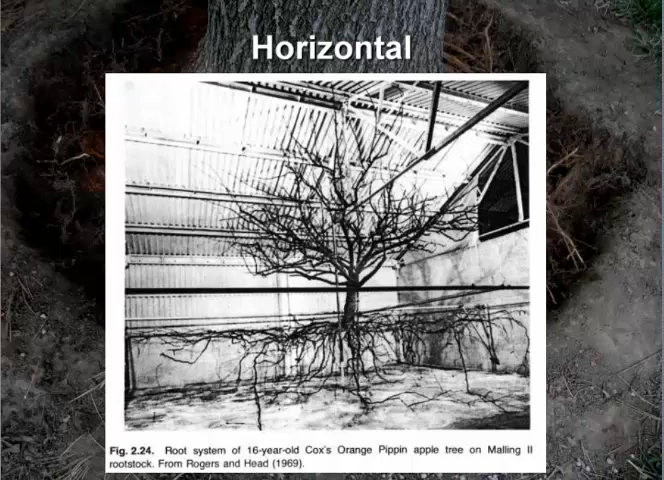 Horizontal
Fig. 2.24. Root system of 16-year-old Cox's Orange Pippin apple tree on Malling II
rootstock. From Rogers and Head (1969).